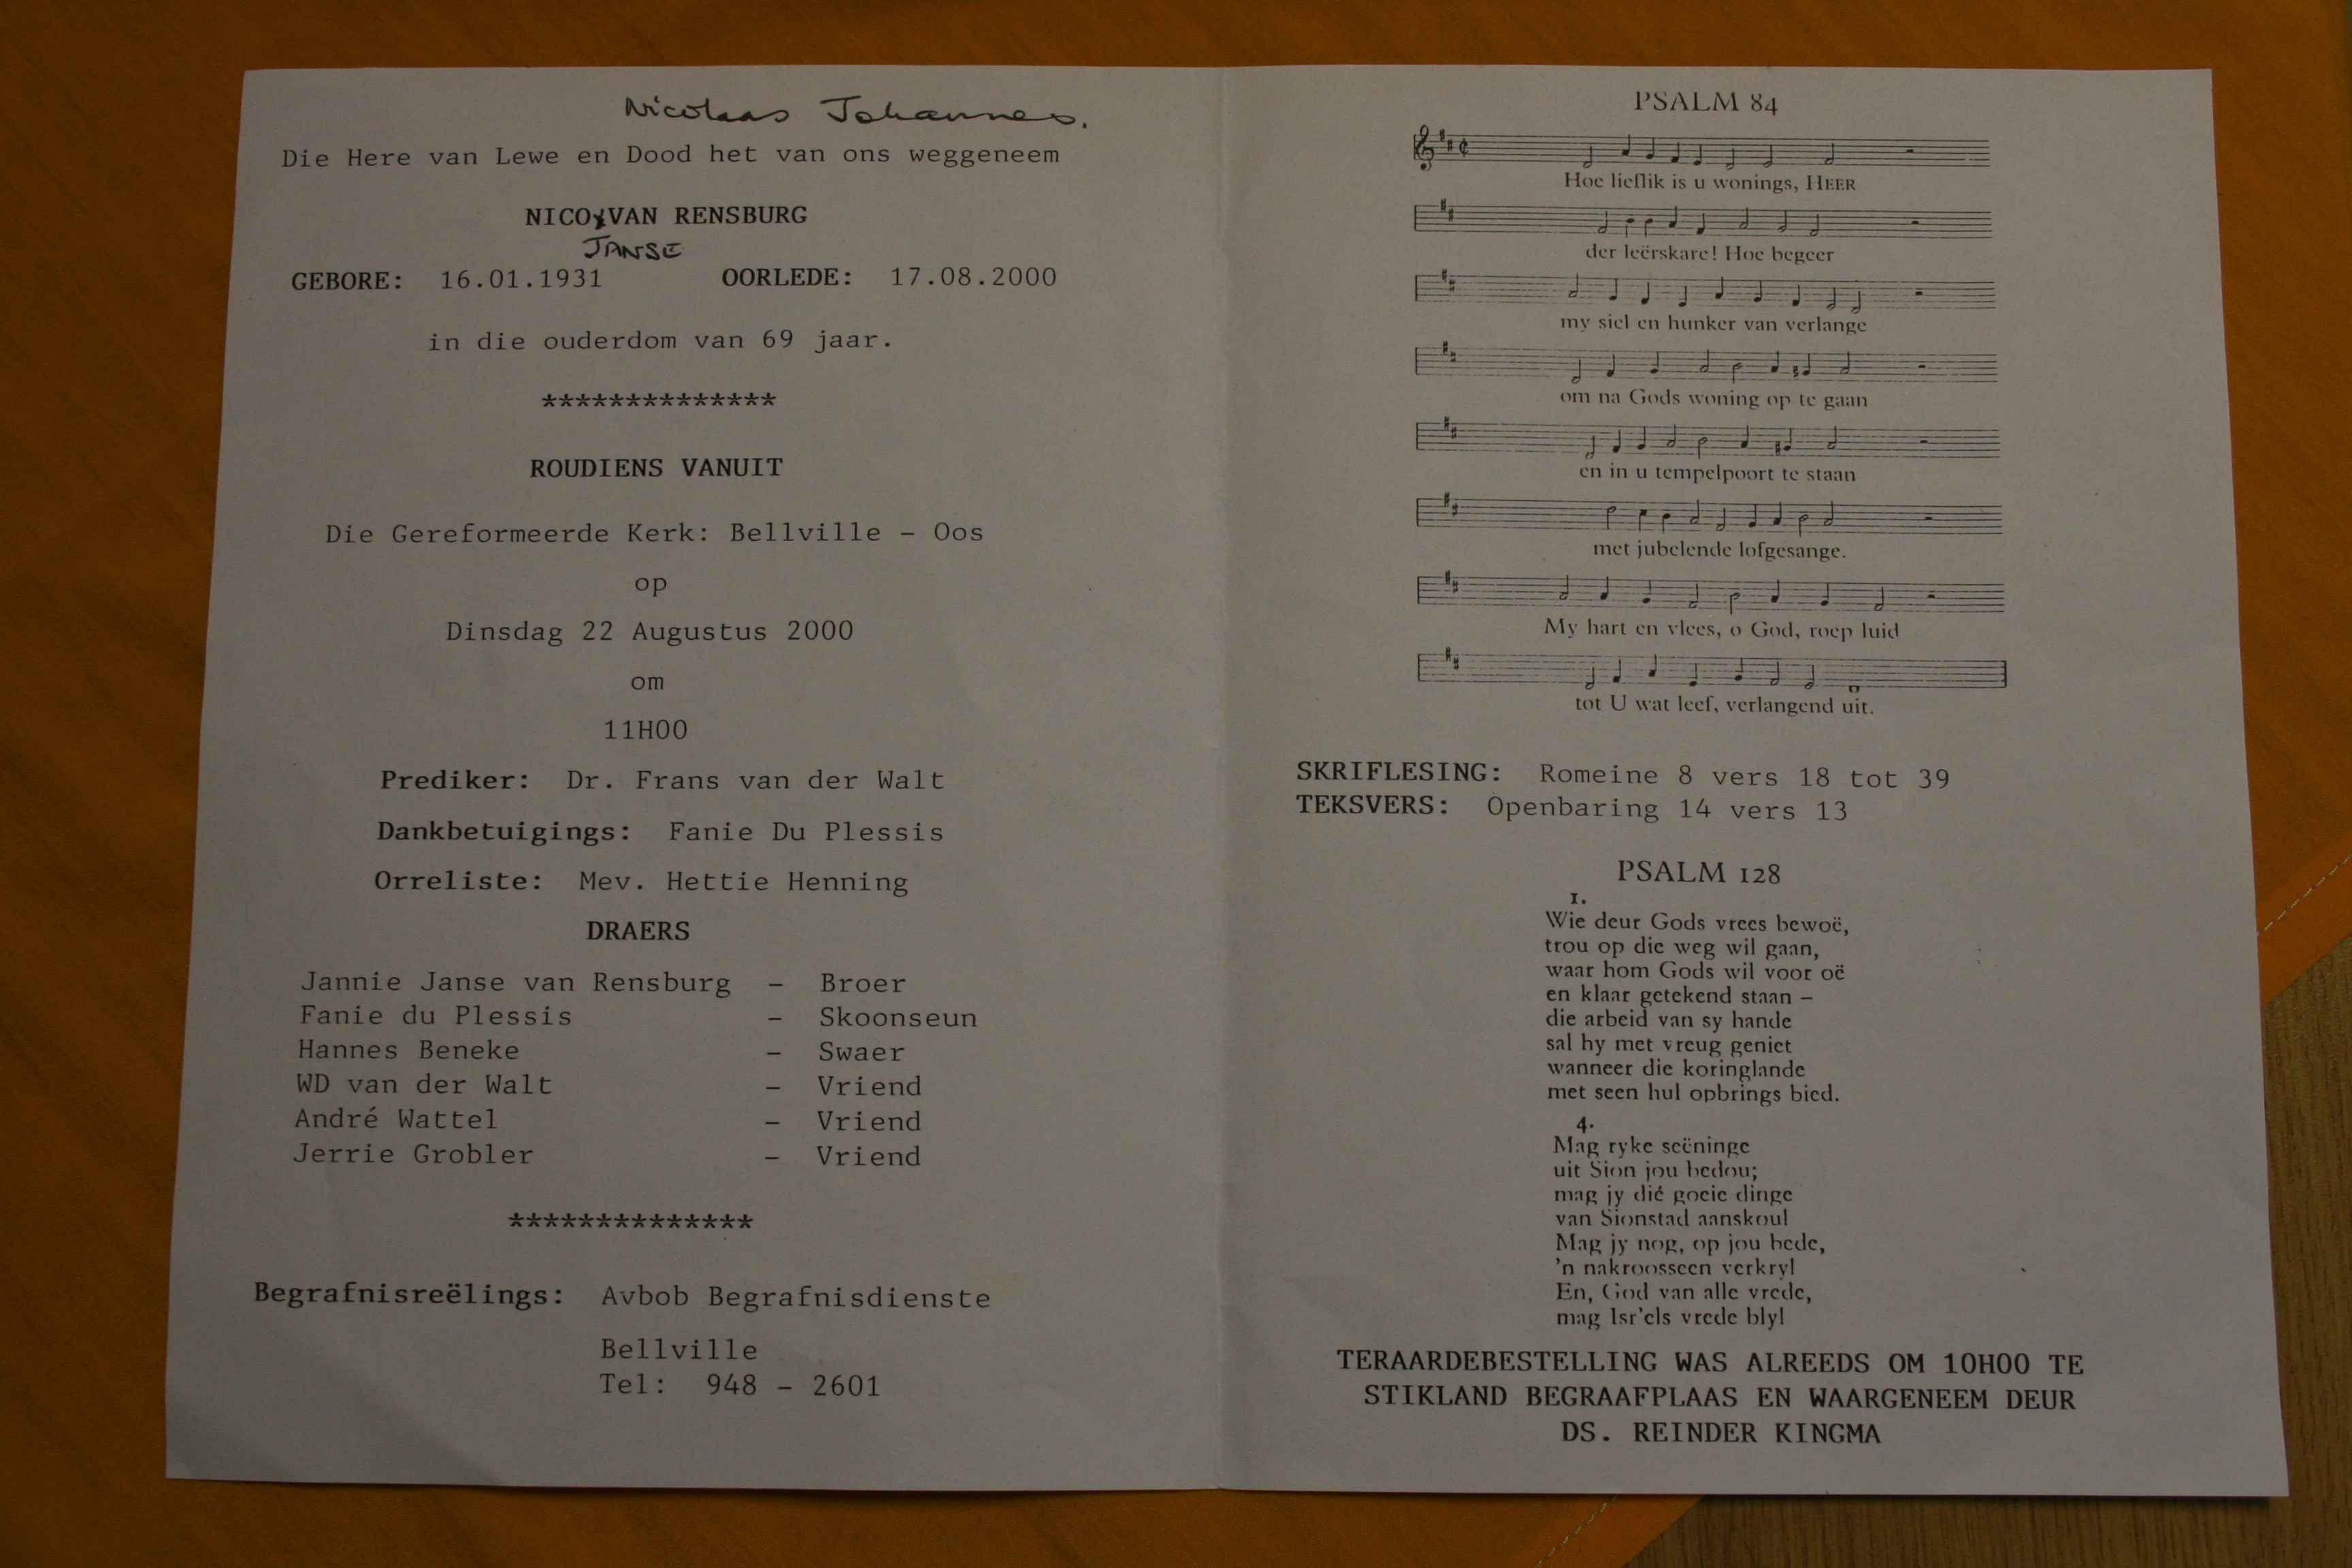 Nicolaas Johannes.
Die Here van Lewe en Dood het van ons weggeneem
NICO VAN RENSBURG
JANSE
GEBORE: 16.01.1931 OORLEDE: 17.08.2000
in die ouderdom van 69 jaar.
**************
ROUDIENS VANUIT
Die Gereformeerde Kerk: Bellville - Oos
op
Dinsdag 22 Augustus 2000
om
11H00
Prediker: Dr. Frans van der Walt
Dankbetuigings: Fanie Du Plessis
Orreliste: Mev. Hettie Henning
DRAERS
Jannie Janse van Rensburg - Broer
Fanie du Plessis - Skoonseun
Hannes Beneke - Swaer
WD van der Walt - Vriend
André Wattel - Vriend
Jerrie Grobler - Vriend
**************
Begrafnisreëlings: Avbob Begrafnisdienste
Bellville
Tel: 948 - 2601
PSALM 84
Hoe lieflik is u wonings, HEER
der leërskare! Hoe begeer
my siel en hunker van verlange
om na Gods woning op te gaan
en in u tempelpoort te staan
met jubelende lofgesange.
My hart en vlees, o God, roep luid
tot U wat leef, verlangend uit.
SKRIFLESING: Romeine 8 vers 18 tot 39
TEKSVERS: Openbaring 14 vers 13
PSALM 128
1.
Wie deur Gods vrees bewoë,
trou op die weg wil gaan,
waar hom Gods wil voor oë
en klaar getekend staan –
die arbeid van sy hande
sal hy met vreug geniet
wanneer die koringlande
met seën hul opbrings bied.
4.
Mag ryke seëninge
uit Sion jou bedou;
mag jy dié goeie dinge
van Sionstad aanskou!
Mag jy nog, op jou bede,
'n nakroosseën verkry!
En, God van alle vrede,
mag Isr'els vrede bly!
TERAARDEBESTELLING WAS ALREEDS OM 10H00 TE
STIKLAND BEGRAAFPLAAS EN WAARGENEEM DEUR
DS. REINDER KINGMA